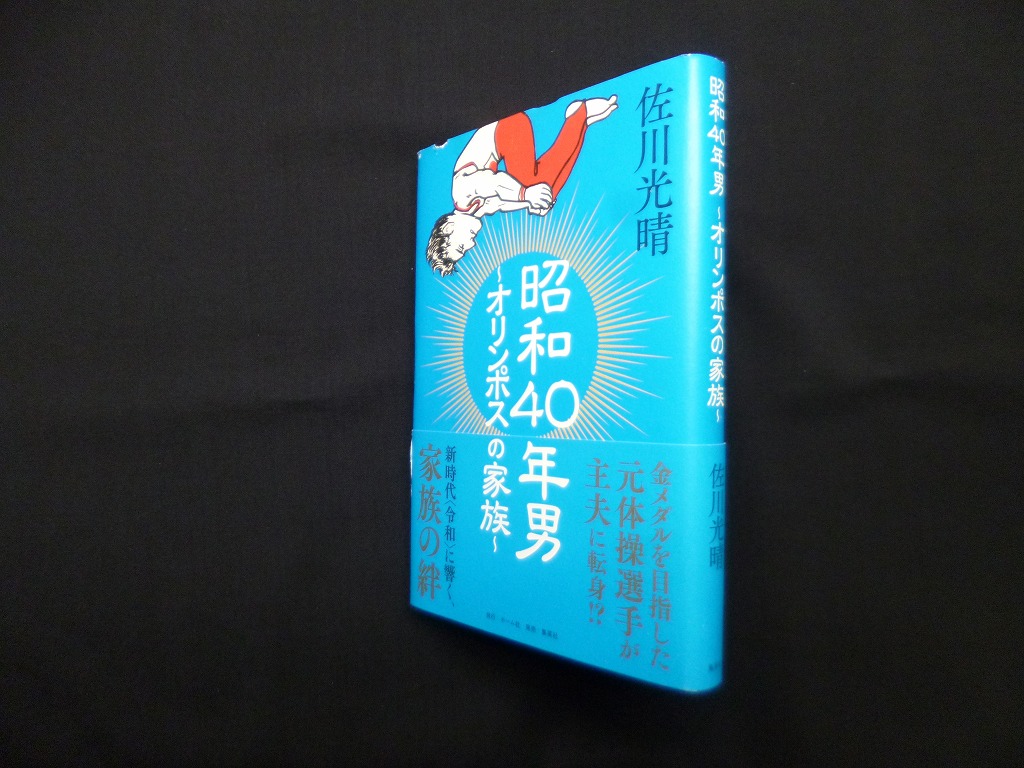 佐川光晴
昭和40年男
～オリンポスの家族～
金メダルを目指した
元体操選手が
主夫に転身!?
新時代〈令和〉に響く、
家族の絆
昭和40年男 ～オリンポスの家族～
佐川光晴